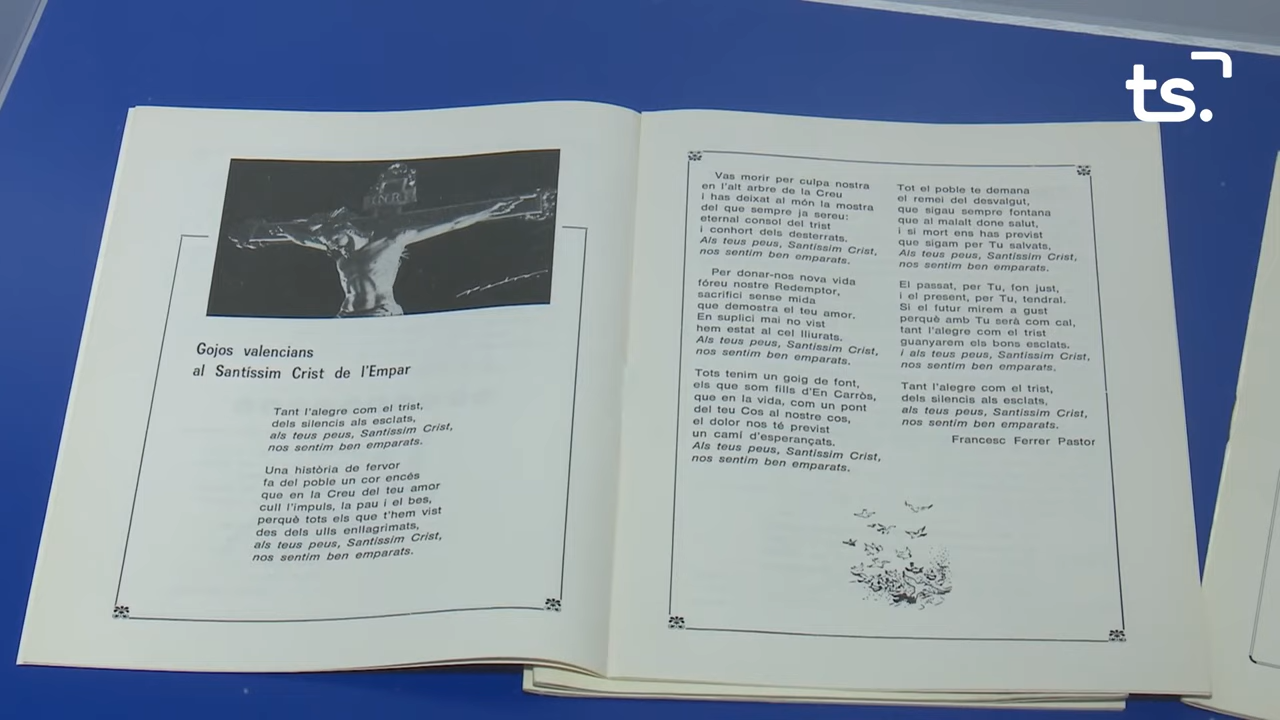 ts.
INRI
Gojos valencians
al Santíssim Crist de l'Empar
Tant l'alegre com el trist,
dels silencis als esclats,
als teus peus, Santíssim Crist,
nos sentim ben emparats.
Una història de fervor
fa del poble un cor encés
que en la Creu del teu amor
cull l'impuls, la pau i el bes,
perquè tots els que t'hem vist
des dels ulls enllagrimats,
als teus peus, Santíssim Crist,
nos sentim ben emparats.
Vas morir per culpa nostra
en l'alt arbre de la Creu
i has deixat al món la mostra
del que sempre ja sereu:
eternal consol del trist
i conhort dels desterrats.
Als teus peus, Santíssim Crist,
nos sentim ben emparats.
Per donar-nos nova vida
fóreu nostre Redemptor,
sacrifici sense mida
que demostra el teu amor.
En suplici mai no vist
hem estat al cel lliurats.
Als teus peus, Santíssim Crist,
nos sentim ben emparats.
Tots tenim un goig de font,
els que som fills d'En Carròs,
que en la vida, com un pont
del teu Cos al nostre cos,
el dolor nos té previst
un camí d'esperançats.
Als teus peus, Santíssim Crist,
nos sentim ben emparats.
Tot el poble te demana
el remei del desvalgut,
que sigau sempre fontana
que al malalt done salut,
i si mort ens has previst
que sigam per Tu salvats,
Als teus peus, Santíssim Crist,
nos sentim ben emparats.
El passat, per Tu, fon just,
i el present, per Tu, tendral.
Si el futur mirem a gust
perquè amb Tu serà com cal,
tant l'alegre com el trist
guanyarem els bons esclats.
i als teus peus, Santíssim Crist,
nos sentim ben emparats.
Tant l'alegre com el trist,
dels silencis als esclats,
als teus peus, Santíssim Crist,
nos sentim ben emparats.
Francesc Ferrer Pastor